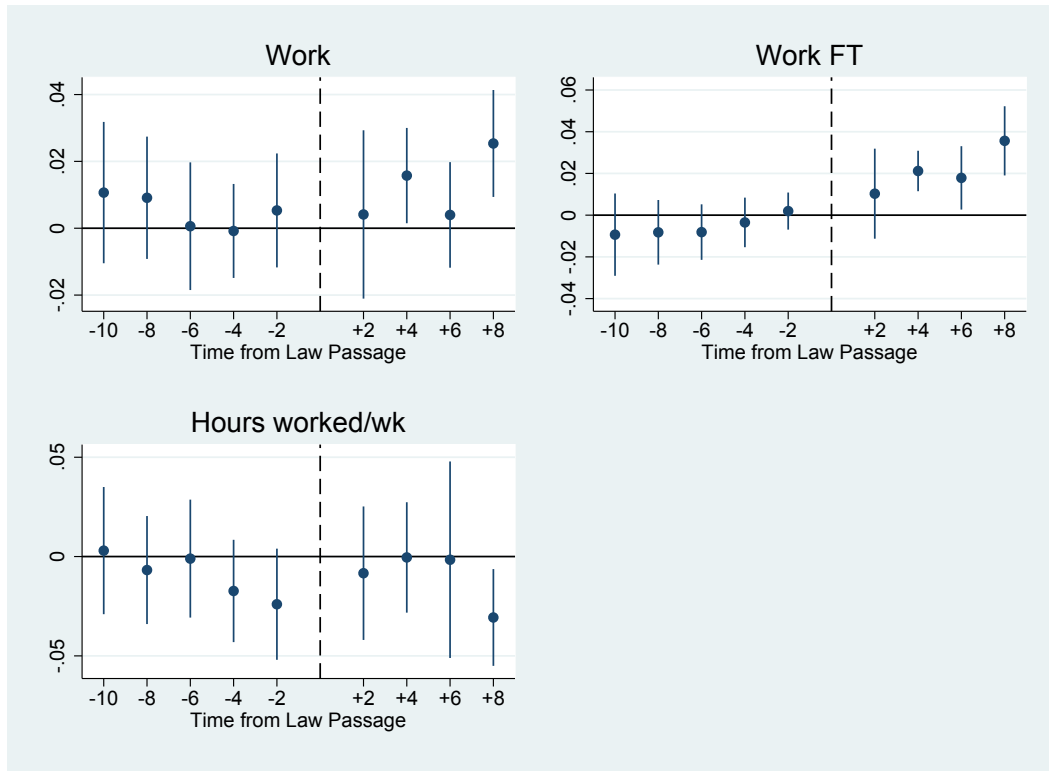 Work
.04
.02
0
-.02
-10 -8 -6 -4 -2 +2 +4 +6 +8
Time from Law Passage
Work FT
.06
.04
.02
0
-.02
-.04
-10 -8 -6 -4 -2 +2 +4 +6 +8
Time from Law Passage
Hours worked/wk
.05
0
-.05
-10 -8 -6 -4 -2 +2 +4 +6 +8
Time from Law Passage